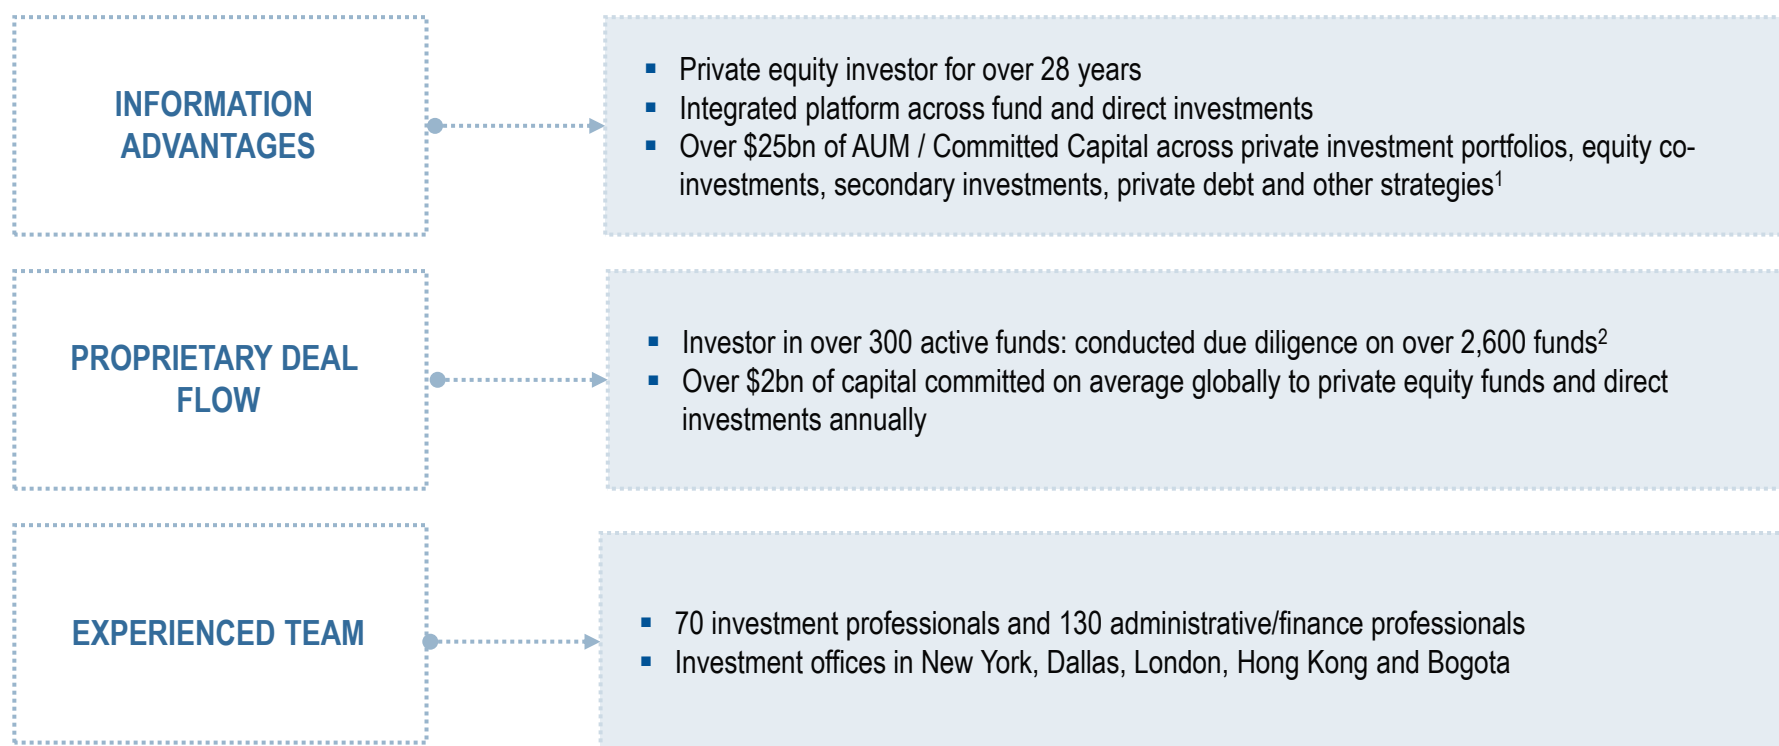 INFORMATION
ADVANTAGES
▪ Private equity investor for over 28 years
▪ Integrated platform across fund and direct investments
▪ Over $25bn of AUM / Committed Capital across private investment portfolios, equity co-
investments, secondary investments, private debt and other strategies¹
PROPRIETARY DEAL
FLOW
▪ Investor in over 300 active funds: conducted due diligence on over 2,600 funds²
▪ Over $2bn of capital committed on average globally to private equity funds and direct
investments annually
EXPERIENCED TEAM
▪ 70 investment professionals and 130 administrative/finance professionals
▪ Investment offices in New York, Dallas, London, Hong Kong and Bogota